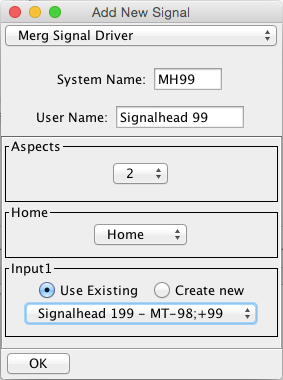 Add New Signal
Merg Signal Driver
System Name: MH99
User Name: Signalhead 99
Aspects
2
Home
Home
Input1
Use Existing Create new
Signalhead 199 - MT-98;+99
OK